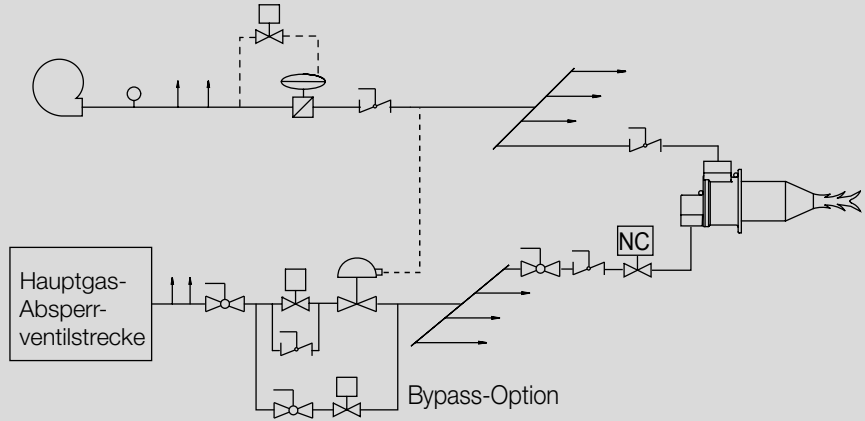 NC
Hauptgas-
Absperr-
ventilstrecke
Bypass-Option